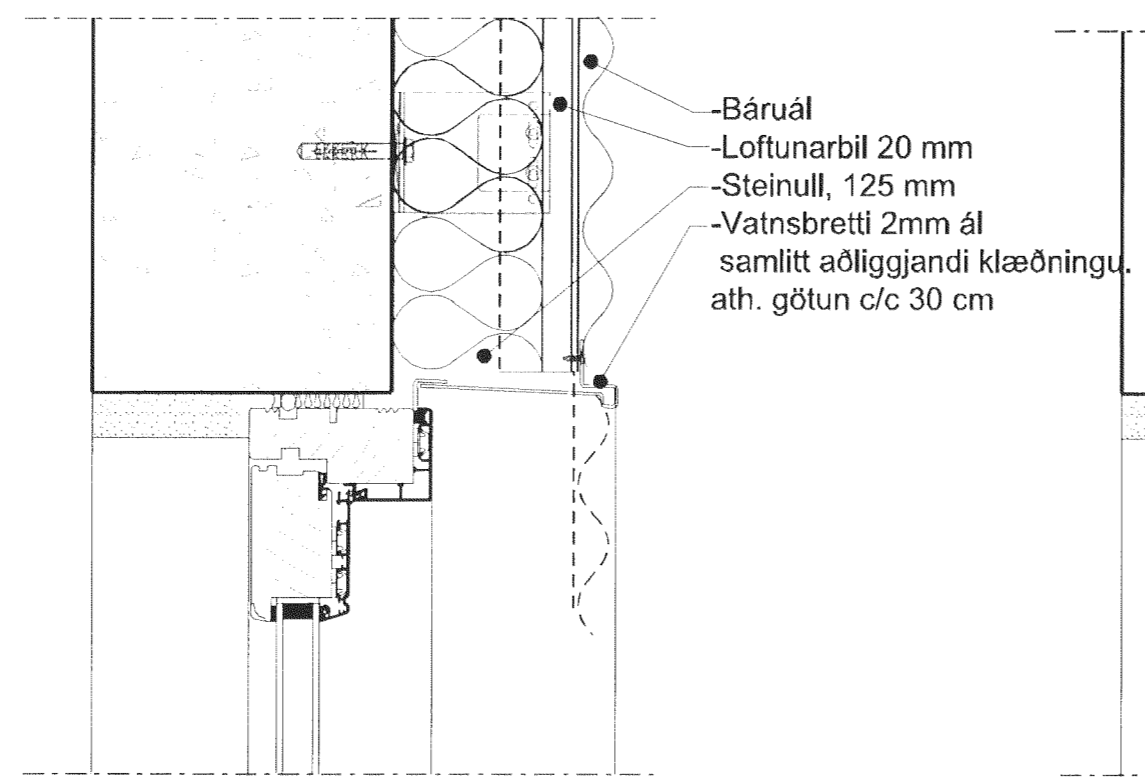 -Báruál
-Loftunarbil 20 mm
-Steinull, 125 mm
-Vatnsbretti 2mm ál
samlitt aðliggjandi klæðningu.
ath. götun c/c 30 cm